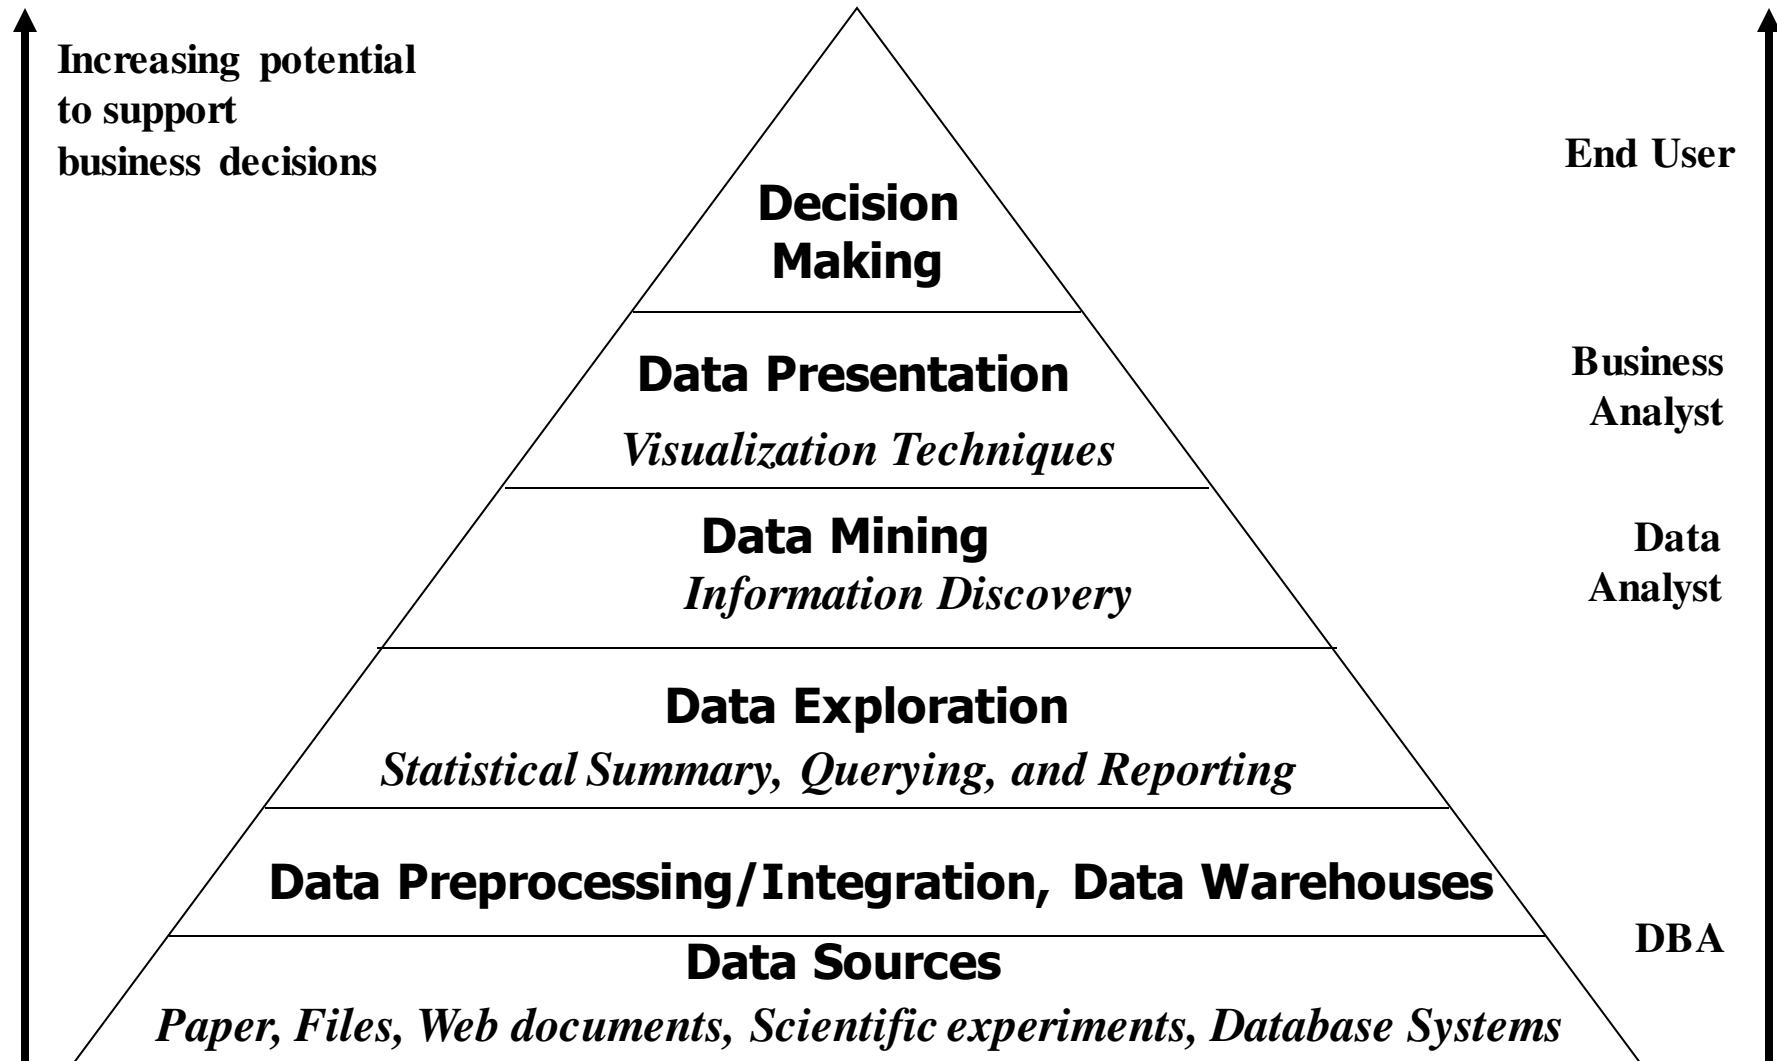 Increasing potential
to support
business decisions
End User
Decision
Making
Data Presentation
Visualization Techniques
Business
Analyst
Data Mining
Information Discovery
Data
Analyst
Data Exploration
Statistical Summary, Querying, and Reporting
Data Preprocessing/Integration, Data Warehouses
DBA
Data Sources
Paper, Files, Web documents, Scientific experiments, Database Systems